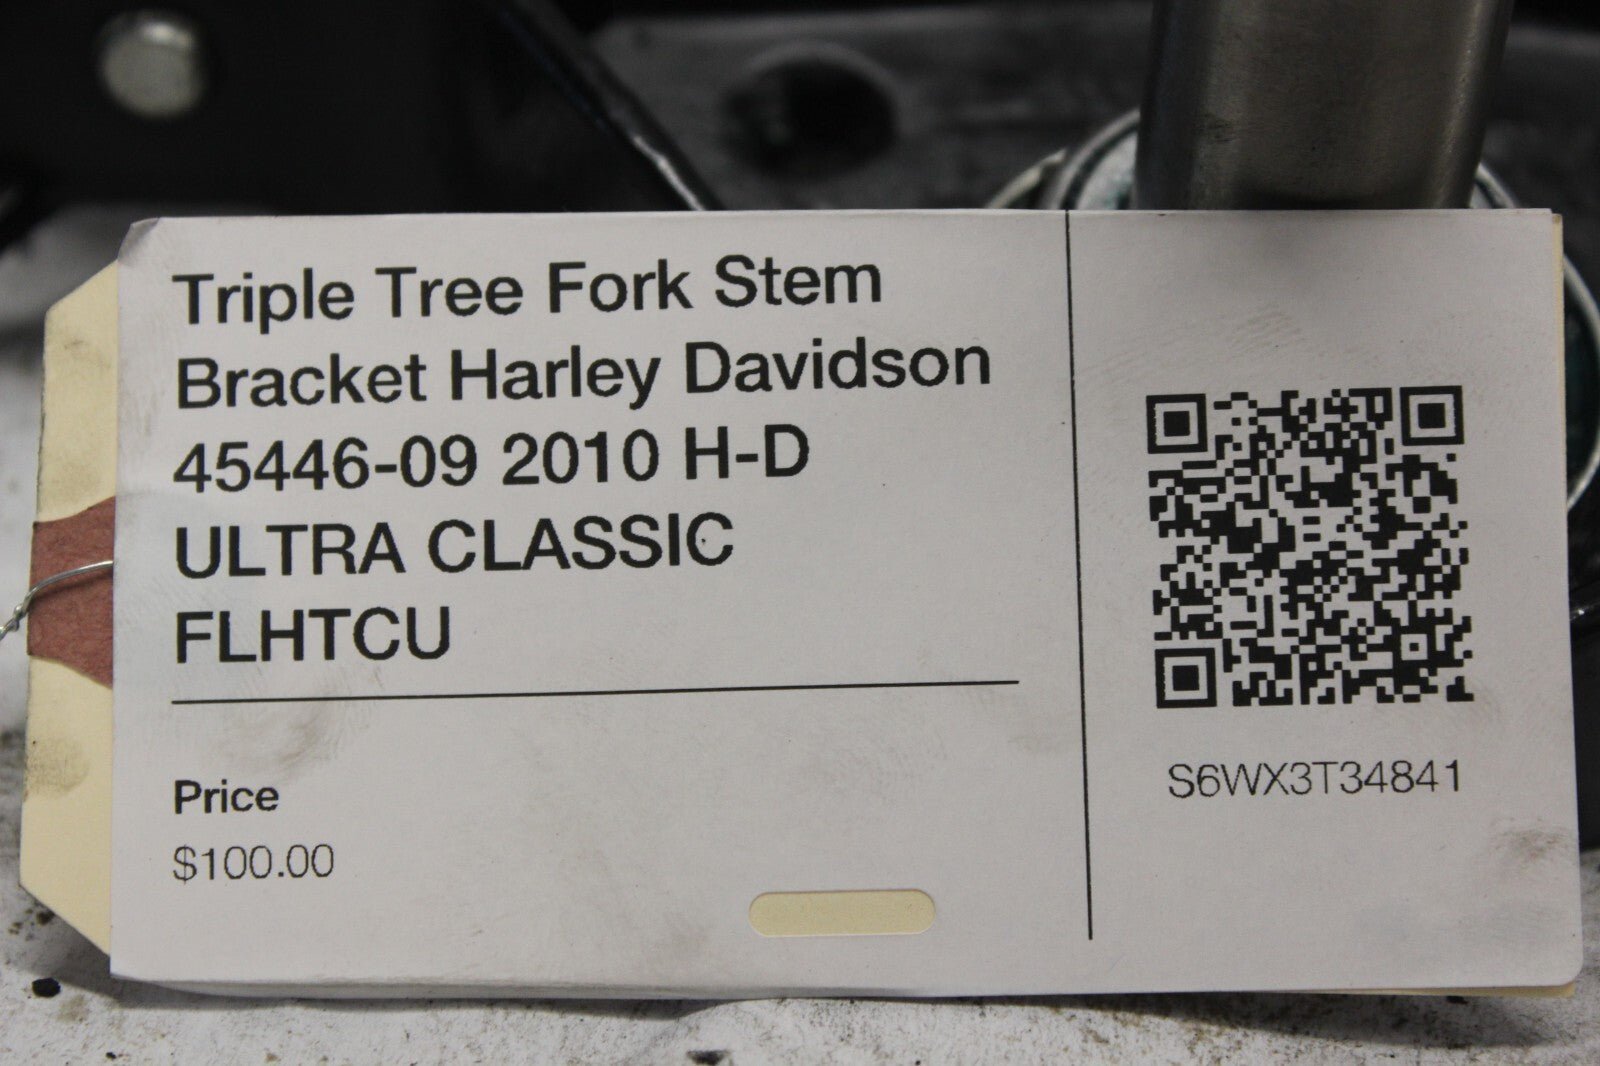 Triple Tree Fork Stem
Bracket Harley Davidson
45446-09 2010 H-D
ULTRA CLASSIC
FLHTCU
Price
$100.00
S6WX3T34841